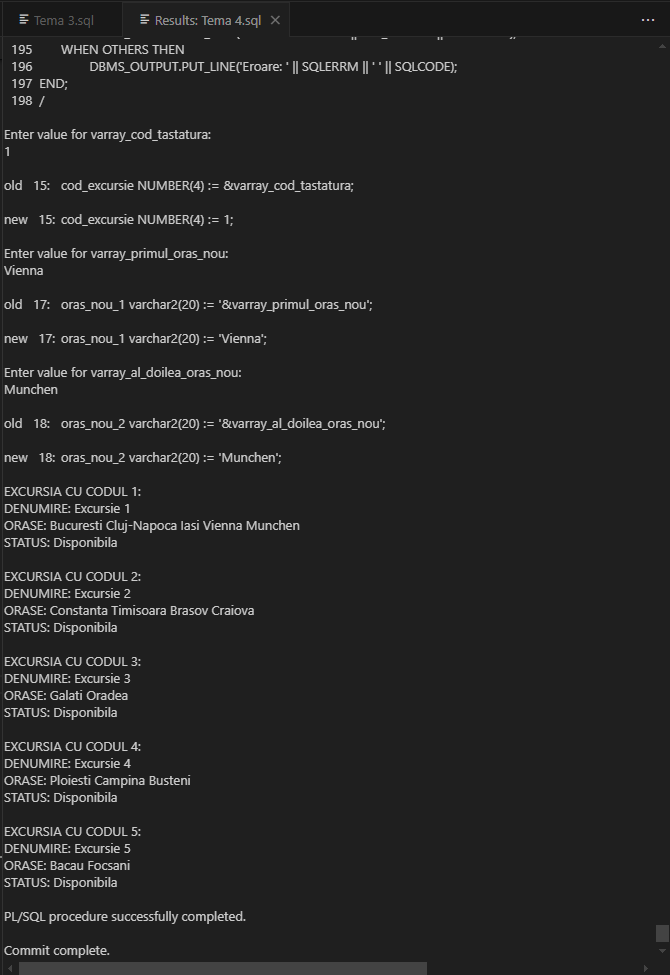 Tema 3.sql
Results: Tema 4.sql
195 WHEN OTHERS THEN
196 DBMS_OUTPUT.PUT_LINE('Eroare: ' || SQLERRM || ' ' || SQLCODE);
197 END;
198 /
Enter value for varray_cod_tastatura:
1
old 15: cod_excursie NUMBER(4) := &varray_cod_tastatura;
new 15: cod_excursie NUMBER(4) := 1;
Enter value for varray_primul_oras_nou:
Vienna
old 17: oras_nou_1 varchar2(20) := '&varray_primul_oras_nou';
new 17: oras_nou_1 varchar2(20) := 'Vienna';
Enter value for varray_al_doilea_oras_nou:
Munchen
old 18: oras_nou_2 varchar2(20) := '&varray_al_doilea_oras_nou';
new 18: oras_nou_2 varchar2(20) := 'Munchen';
EXCURSIA CU CODUL 1:
DENUMIRE: Excursie 1
ORASE: Bucuresti Cluj-Napoca Iasi Vienna Munchen
STATUS: Disponibila
EXCURSIA CU CODUL 2:
DENUMIRE: Excursie 2
ORASE: Constanta Timisoara Brasov Craiova
STATUS: Disponibila
EXCURSIA CU CODUL 3:
DENUMIRE: Excursie 3
ORASE: Galati Oradea
STATUS: Disponibila
EXCURSIA CU CODUL 4:
DENUMIRE: Excursie 4
ORASE: Ploiesti Campina Busteni
STATUS: Disponibila
EXCURSIA CU CODUL 5:
DENUMIRE: Excursie 5
ORASE: Bacau Focsani
STATUS: Disponibila
PL/SQL procedure successfully completed.
Commit complete.